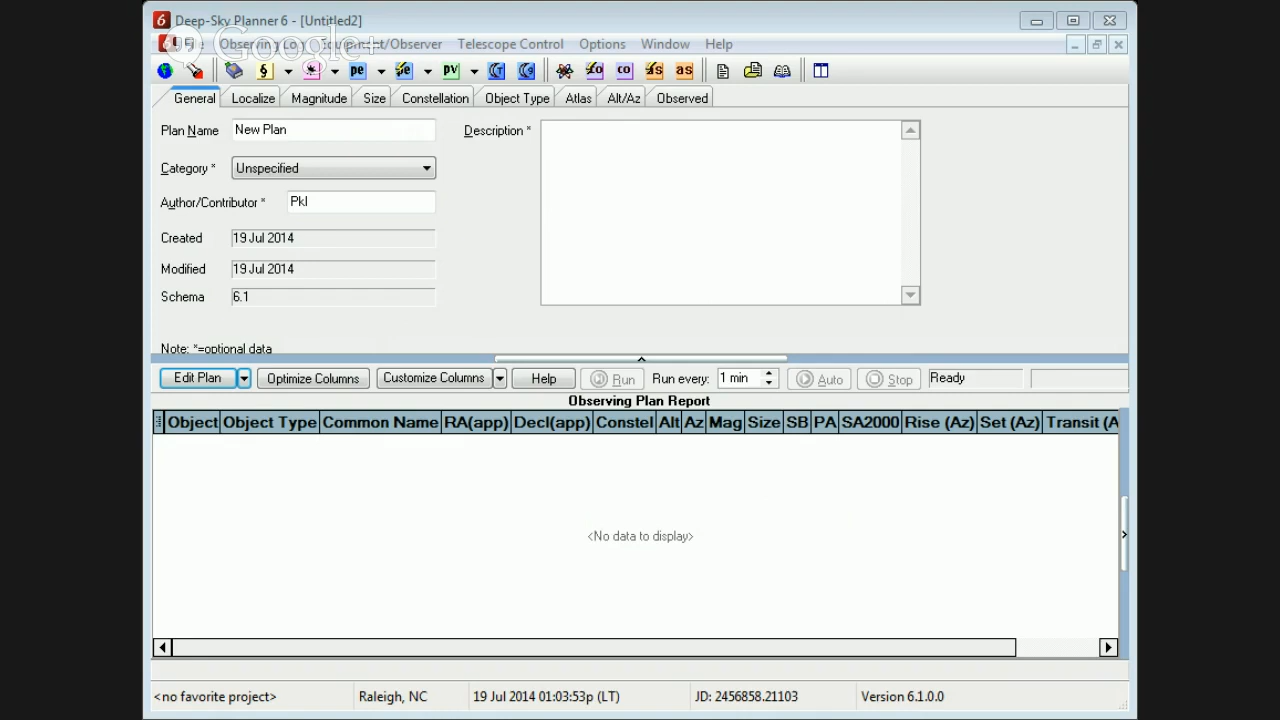 Deep-Sky Planner 6 - [Untitled2]
Google+
Observing Log Equipment/Observer Telescope Control Options Window Help
General Localize Magnitude Size Constellation Object Type Atlas Alt/Az Observed
Plan Name New Plan Description *
Category * Unspecified
Author/Contributor * Pkl
Created 19 Jul 2014
Modified 19 Jul 2014
Schema 6.1
Note: *=optional data
Edit Plan Optimize Columns Customize Columns Help Run Run every: 1 min Auto Stop Ready
Observing Plan Report
Object Object Type Common Name RA(app) Decl(app) Constel Alt Az Mag Size SB PA SA2000 Rise (Az) Set (Az) Transit (A
<No data to display>
<no favorite project> Raleigh, NC 19 Jul 2014 01:03:53p (LT) JD: 2456858.21103 Version 6.1.0.0